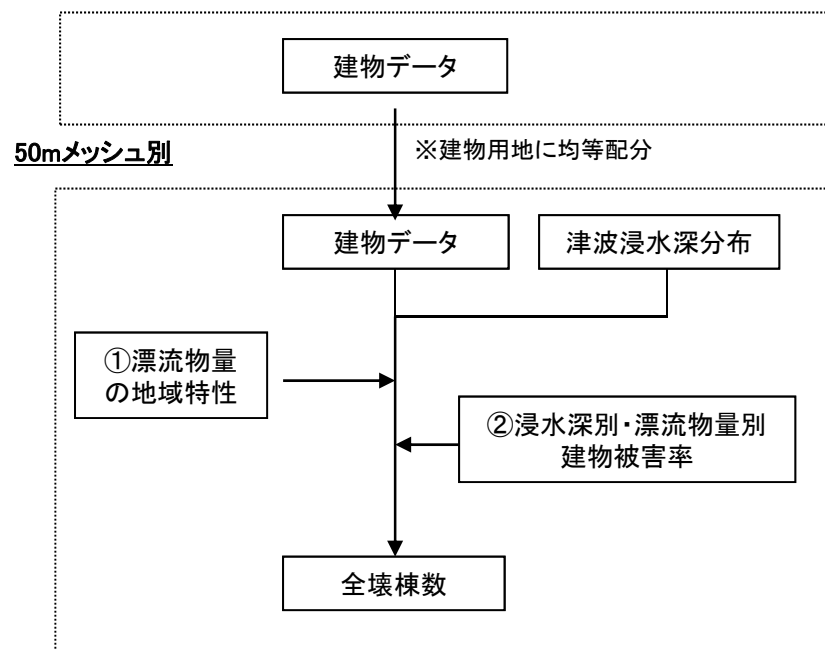 建物データ
50mメッシュ別
※建物用地に均等配分
建物データ
津波浸水深分布
①漂流物量
の地域特性
②浸水深別・漂流物量別
建物被害率
全壊棟数